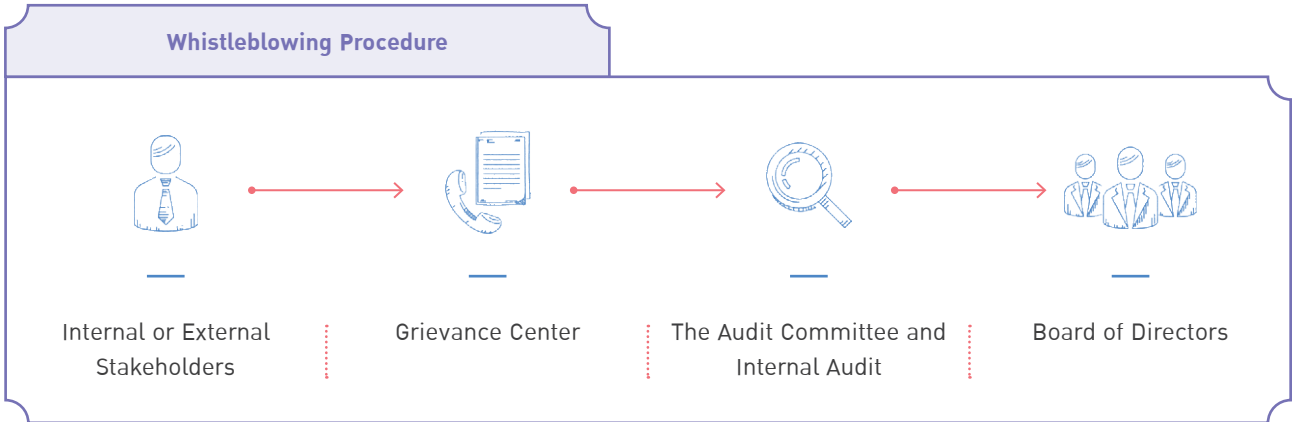 Whistleblowing Procedure
Internal or External
Stakeholders
Grievance Center
The Audit Committee and
Internal Audit
Board of Directors